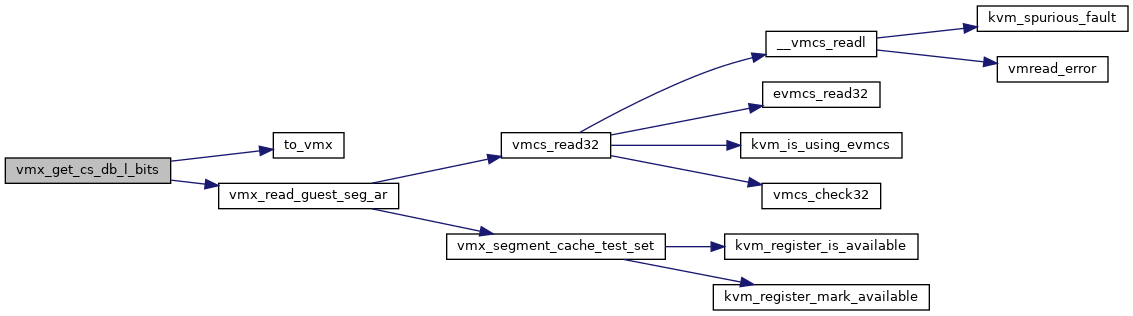 vmx_get_cs_db_l_bits
to_vmx
vmx_read_guest_seg_ar
vmcs_read32
vmx_segment_cache_test_set
__vmcs_readl
evmcs_read32
kvm_is_using_evmcs
vmcs_check32
kvm_register_is_available
kvm_register_mark_available
kvm_spurious_fault
vmread_error